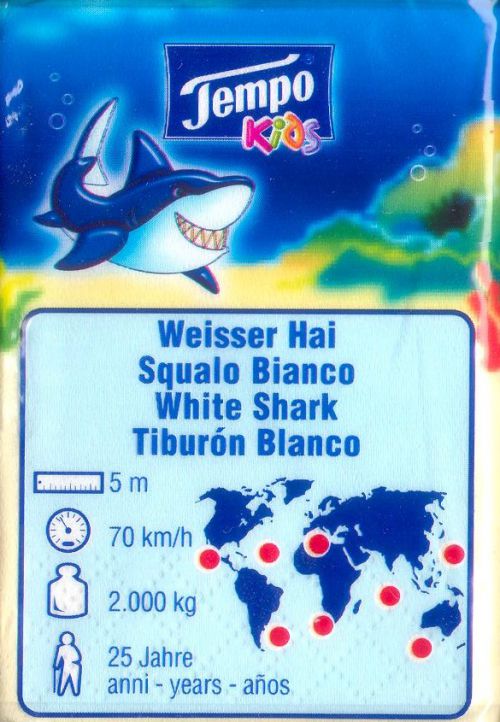 Tempo
Kids
Weisser Hai
Squalo Bianco
White Shark
Tiburón Blanco
5 m
70 km/h
2.000 kg
25 Jahre
anni - years - años